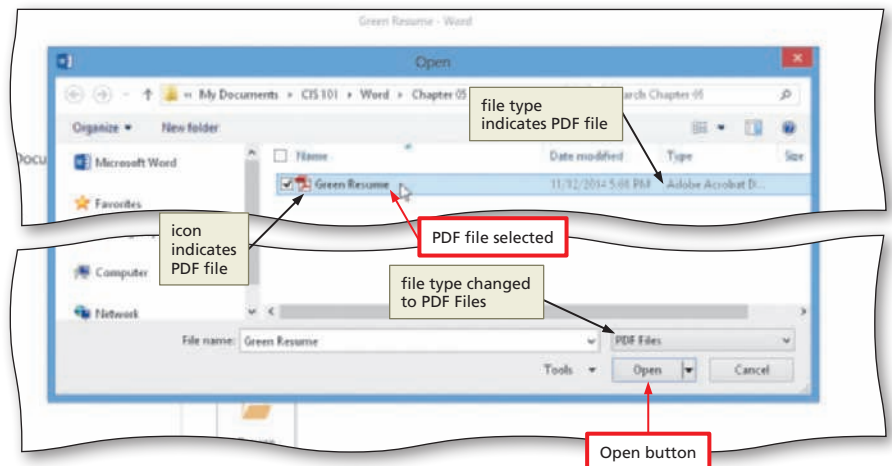 Green Resume - Word
Open
« My Documents ▸ CIS 101 ▸ Word ▸ Chapter 05
arch Chapter 05
file type
indicates PDF file
Organize
New folder
Docu
Microsoft Word
Name
Date modified
Type
Size
Green Resume
11/12/2014 5:08 PM
Adobe Acrobat D...
Favorites
icon
indicates
PDF file
PDF file selected
Computer
file type changed
to PDF Files
Network
File name:
Green Resume
PDF Files
Tools
Open
Cancel
Open button